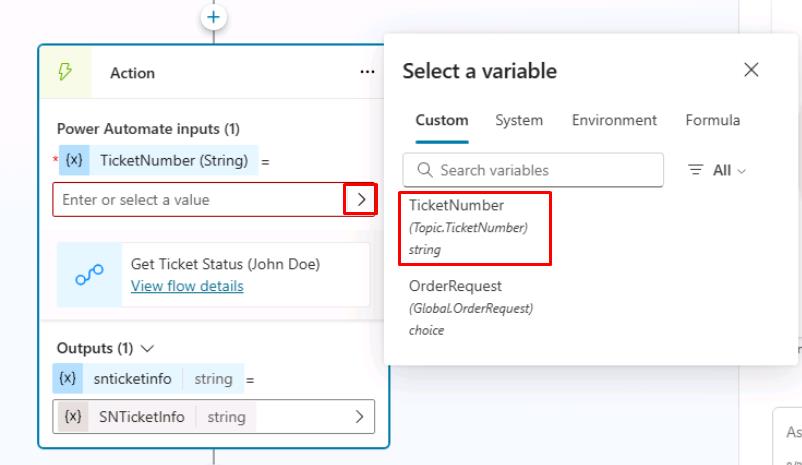 Action
...
Power Automate inputs (1)
* {x} TicketNumber (String) =
Enter or select a value
Get Ticket Status (John Doe)
View flow details
Outputs (1)
{x} snticketinfo string =
{x} SNTicketInfo string
Select a variable
Custom System Environment Formula
Search variables All
TicketNumber
(Topic.TicketNumber)
string
OrderRequest
(Global.OrderRequest)
choice
As